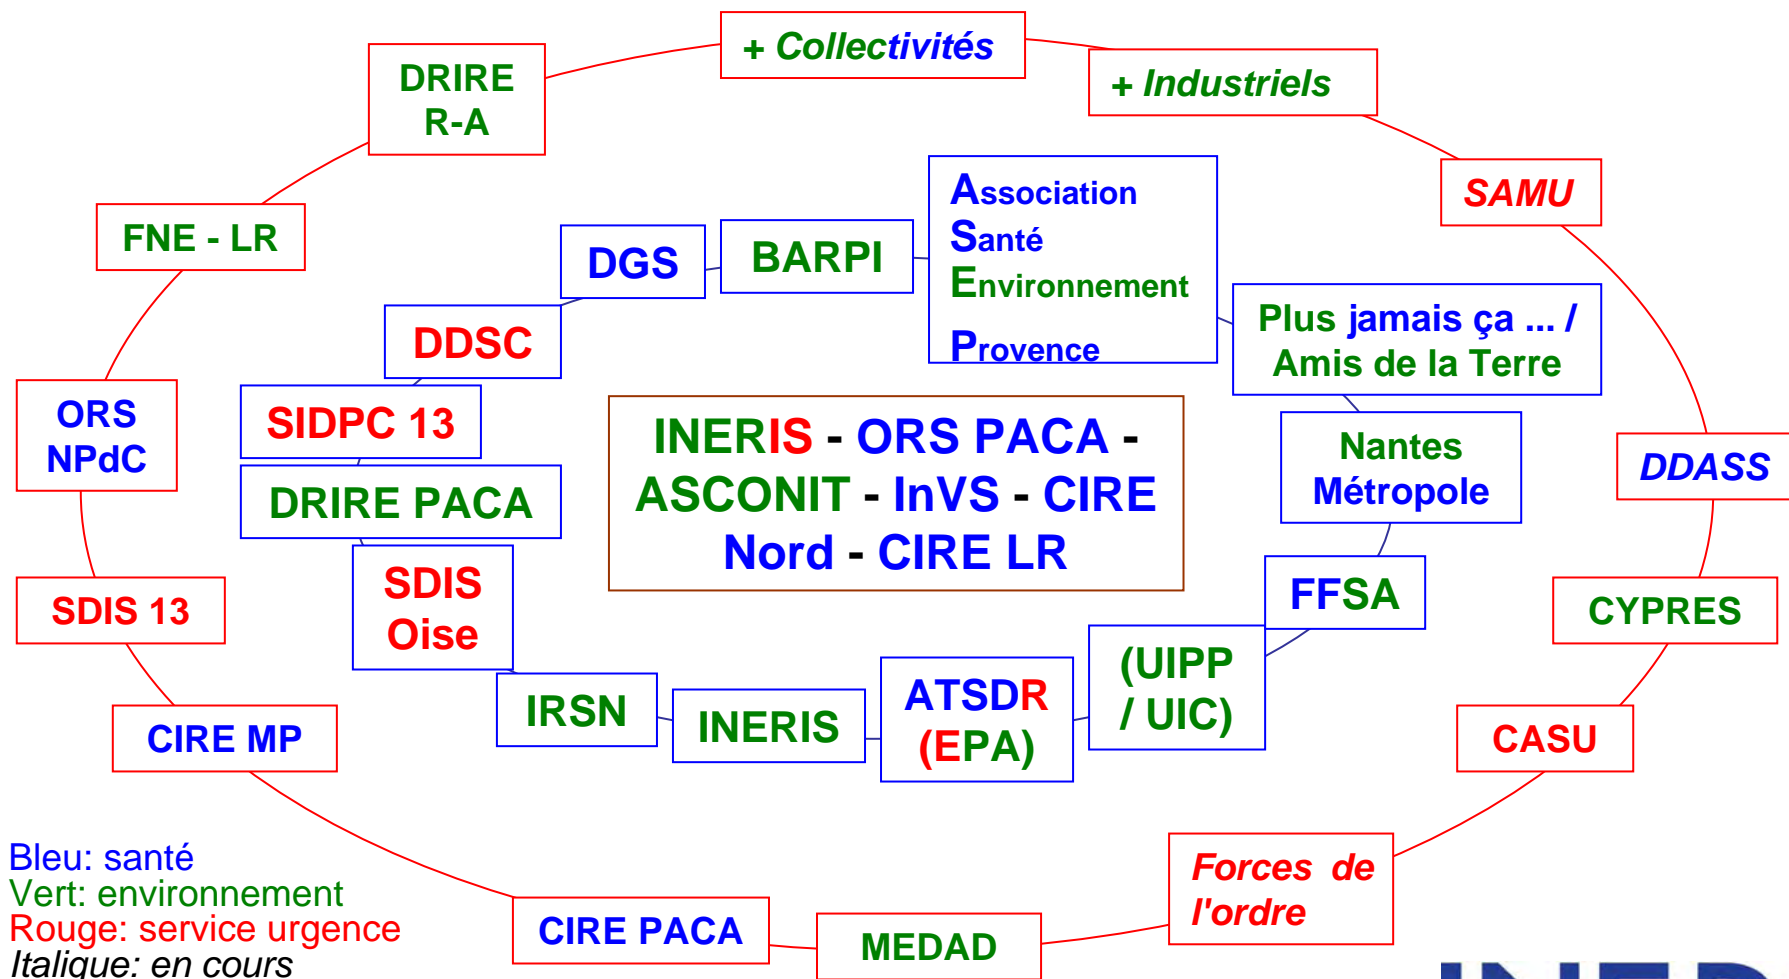 + Collectivités
DRIRE
R-A
+ Industriels
SAMU
FNE - LR
Association
Santé
Environnement
Provence
DGS
BARPI
DDSC
Plus jamais ça ... /
Amis de la Terre
ORS
NPdC
SIDPC 13
INERIS - ORS PACA -
ASCONIT - InVS - CIRE
Nord - CIRE LR
Nantes
Métropole
DDASS
DRIRE PACA
SDIS
Oise
SDIS 13
FFSA
CYPRES
(UIPP
/ UIC)
ATSDR
(EPA)
IRSN
INERIS
CIRE MP
CASU
Forces de
l'ordre
CIRE PACA
MEDAD
Bleu: santé
Vert: environnement
Rouge: service urgence
Italique: en cours